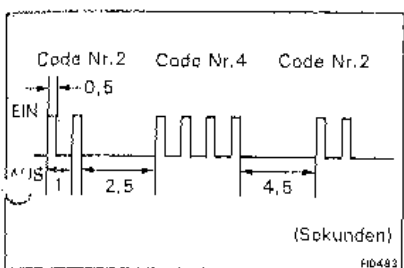 Code Nr.2 Code Nr.4 Code Nr.2
0,5
EIN
AUS 1 2,5 4,5
(Sekunden)
FI0483